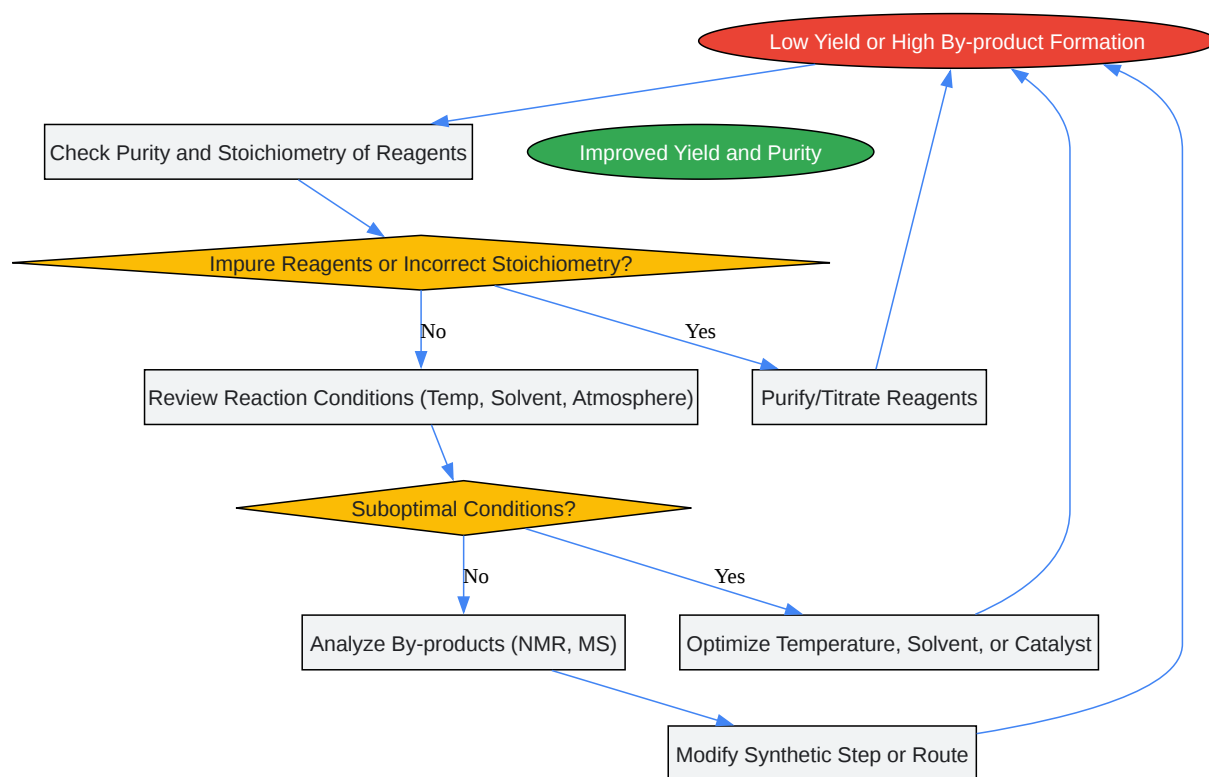 Low Yield or High By-product Formation
Check Purity and Stoichiometry of Reagents
Improved Yield and Purity
Impure Reagents or Incorrect Stoichiometry?
No
Yes
Review Reaction Conditions (Temp, Solvent, Atmosphere)
Purify/Titrate Reagents
Suboptimal Conditions?
No
Yes
Analyze By-products (NMR, MS)
Optimize Temperature, Solvent, or Catalyst
Modify Synthetic Step or Route